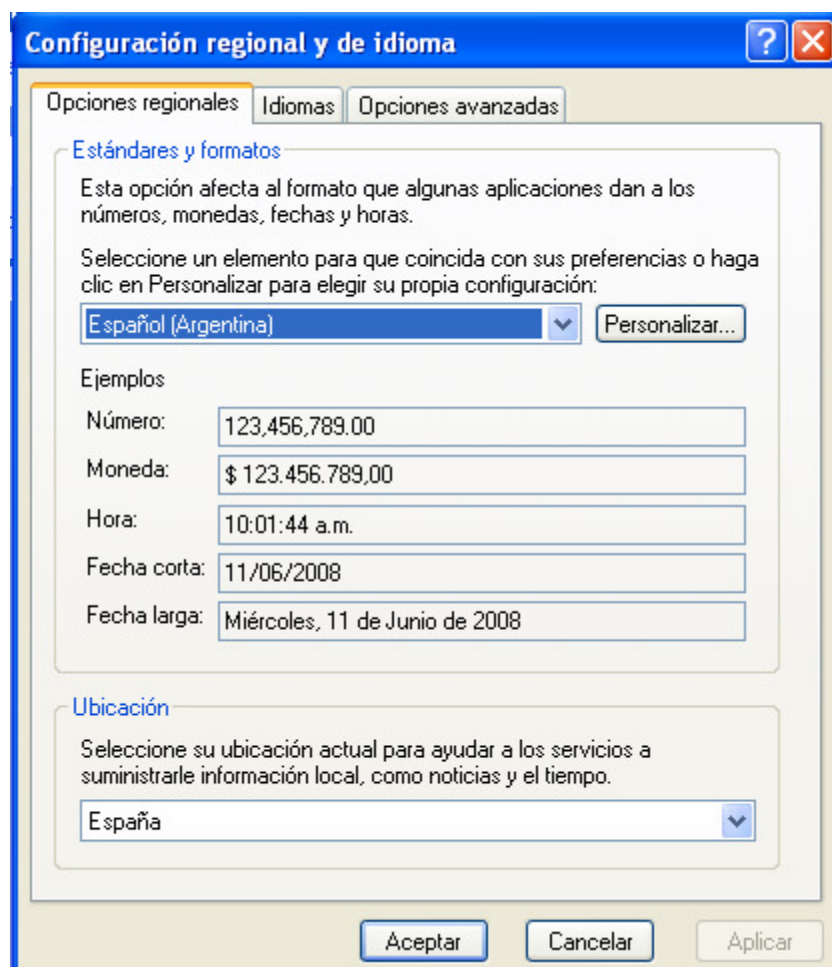 Configuración regional y de idioma
Opciones regionales
Idiomas
Opciones avanzadas
Estándares y formatos
Esta opción afecta al formato que algunas aplicaciones dan a los
números, monedas, fechas y horas.
Seleccione un elemento para que coincida con sus preferencias o haga
clic en Personalizar para elegir su propia configuración:
Español (Argentina)
Personalizar...
Ejemplos
Número: 123,456,789.00
Moneda: $ 123.456.789,00
Hora: 10:01:44 a.m.
Fecha corta: 11/06/2008
Fecha larga: Miércoles, 11 de Junio de 2008
Ubicación
Seleccione su ubicación actual para ayudar a los servicios a
suministrarle información local, como noticias y el tiempo.
España
Aceptar
Cancelar
Aplicar